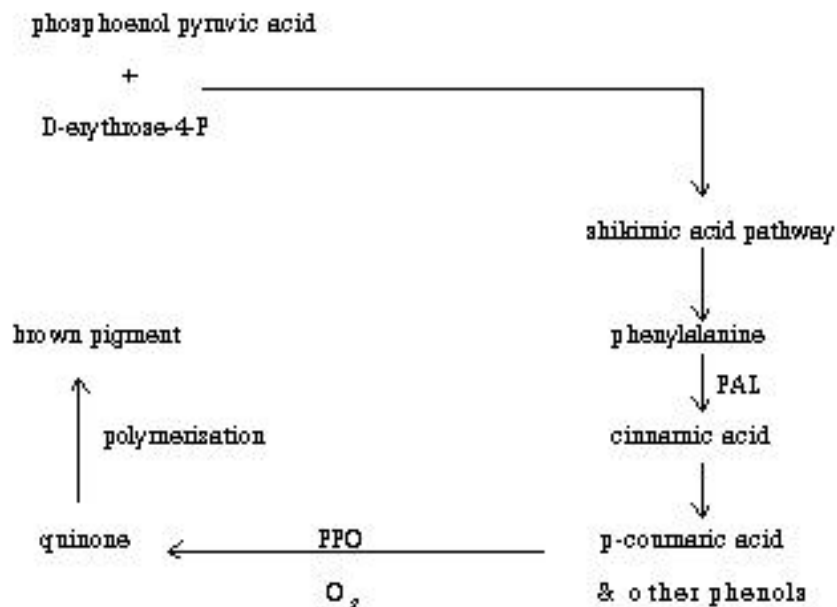 phosphoenol pyruvic acid
+
D-erythrose-4-P
shikimic acid pathway
phenylalanine
PAL
cinnamic acid
p-coumaric acid
& other phenols
PPO
O₂
quinone
polymerisation
brown pigment